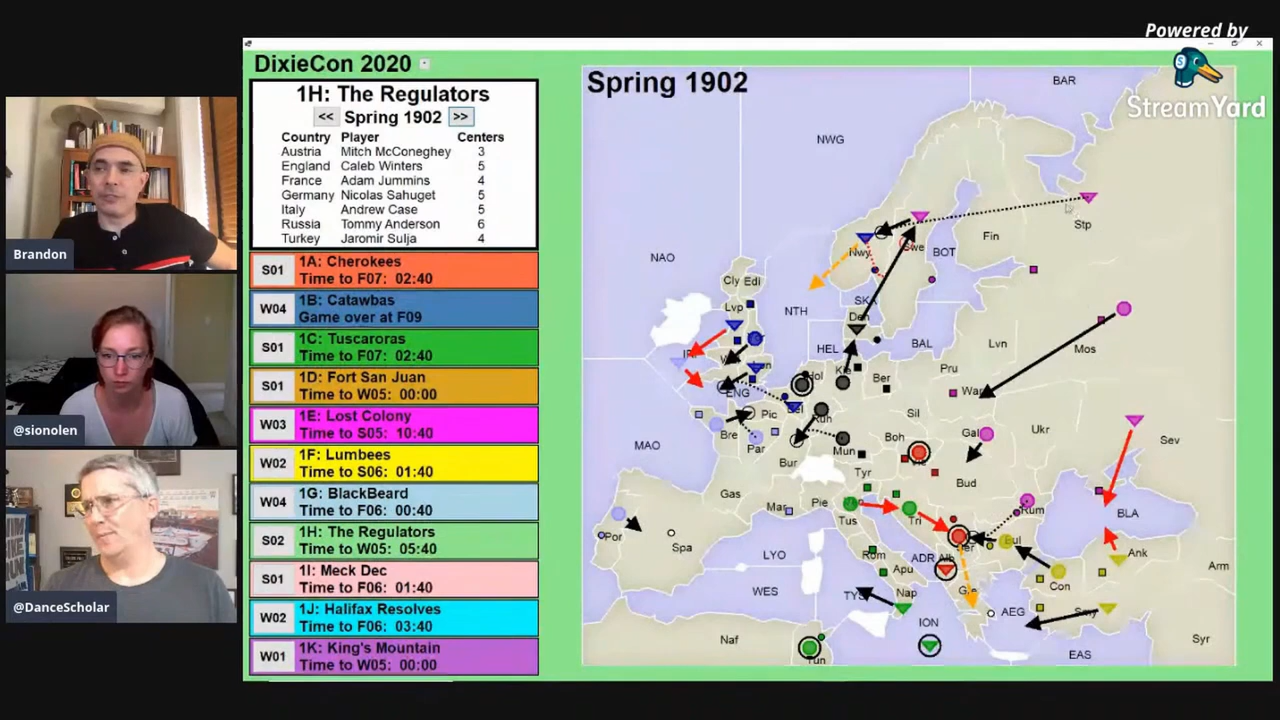 Powered by
StreamYard
DixieCon 2020
1H: The Regulators
<< Spring 1902 >>
Country Player Centers
Austria Mitch McConeghey 3
England Caleb Winters 5
France Adam Jummins 4
Germany Nicolas Sahuget 5
Italy Andrew Case 5
Russia Tommy Anderson 6
Turkey Jaromir Sulja 4
S01 1A: Cherokees
Time to F07: 02:40
W04 1B: Catawbas
Game over at F09
S01 1C: Tuscaroras
Time to F07: 02:40
S01 1D: Fort San Juan
Time to W05: 00:00
W03 1E: Lost Colony
Time to S05: 10:40
W02 1F: Lumbees
Time to S06: 01:40
W04 1G: BlackBeard
Time to F06: 00:40
S02 1H: The Regulators
Time to W05: 05:40
S01 1I: Meck Dec
Time to F06: 01:40
W02 1J: Halifax Resolves
Time to F06: 03:40
W01 1K: King's Mountain
Time to W05: 00:00
Brandon
@sionolen
@DanceScholar
Spring 1902
BAR
NWG
Stp
Fin
NAO
Nwy
Swe
BOT
Cly Edi
Lvp
NTH
SKA
Den
HEL
BAL
Lvn
Mos
Hol
Kie
Ber
Pru
War
ENG
Bel
Ruh
Sil
Pic
Gal
Ukr
Bre
Par
Mun
Boh
MAO
Bur
Sev
Tyr
Bud
Gas
Mar
Pie
Rum
BLA
Por
Spa
Tus
Tri
Bul
Ank
LYO
Rom
ADR Alb
Arm
Apu
Con
WES
TYS
Nap
AEG
Smy
ION
Naf
Tun
EAS
Syr